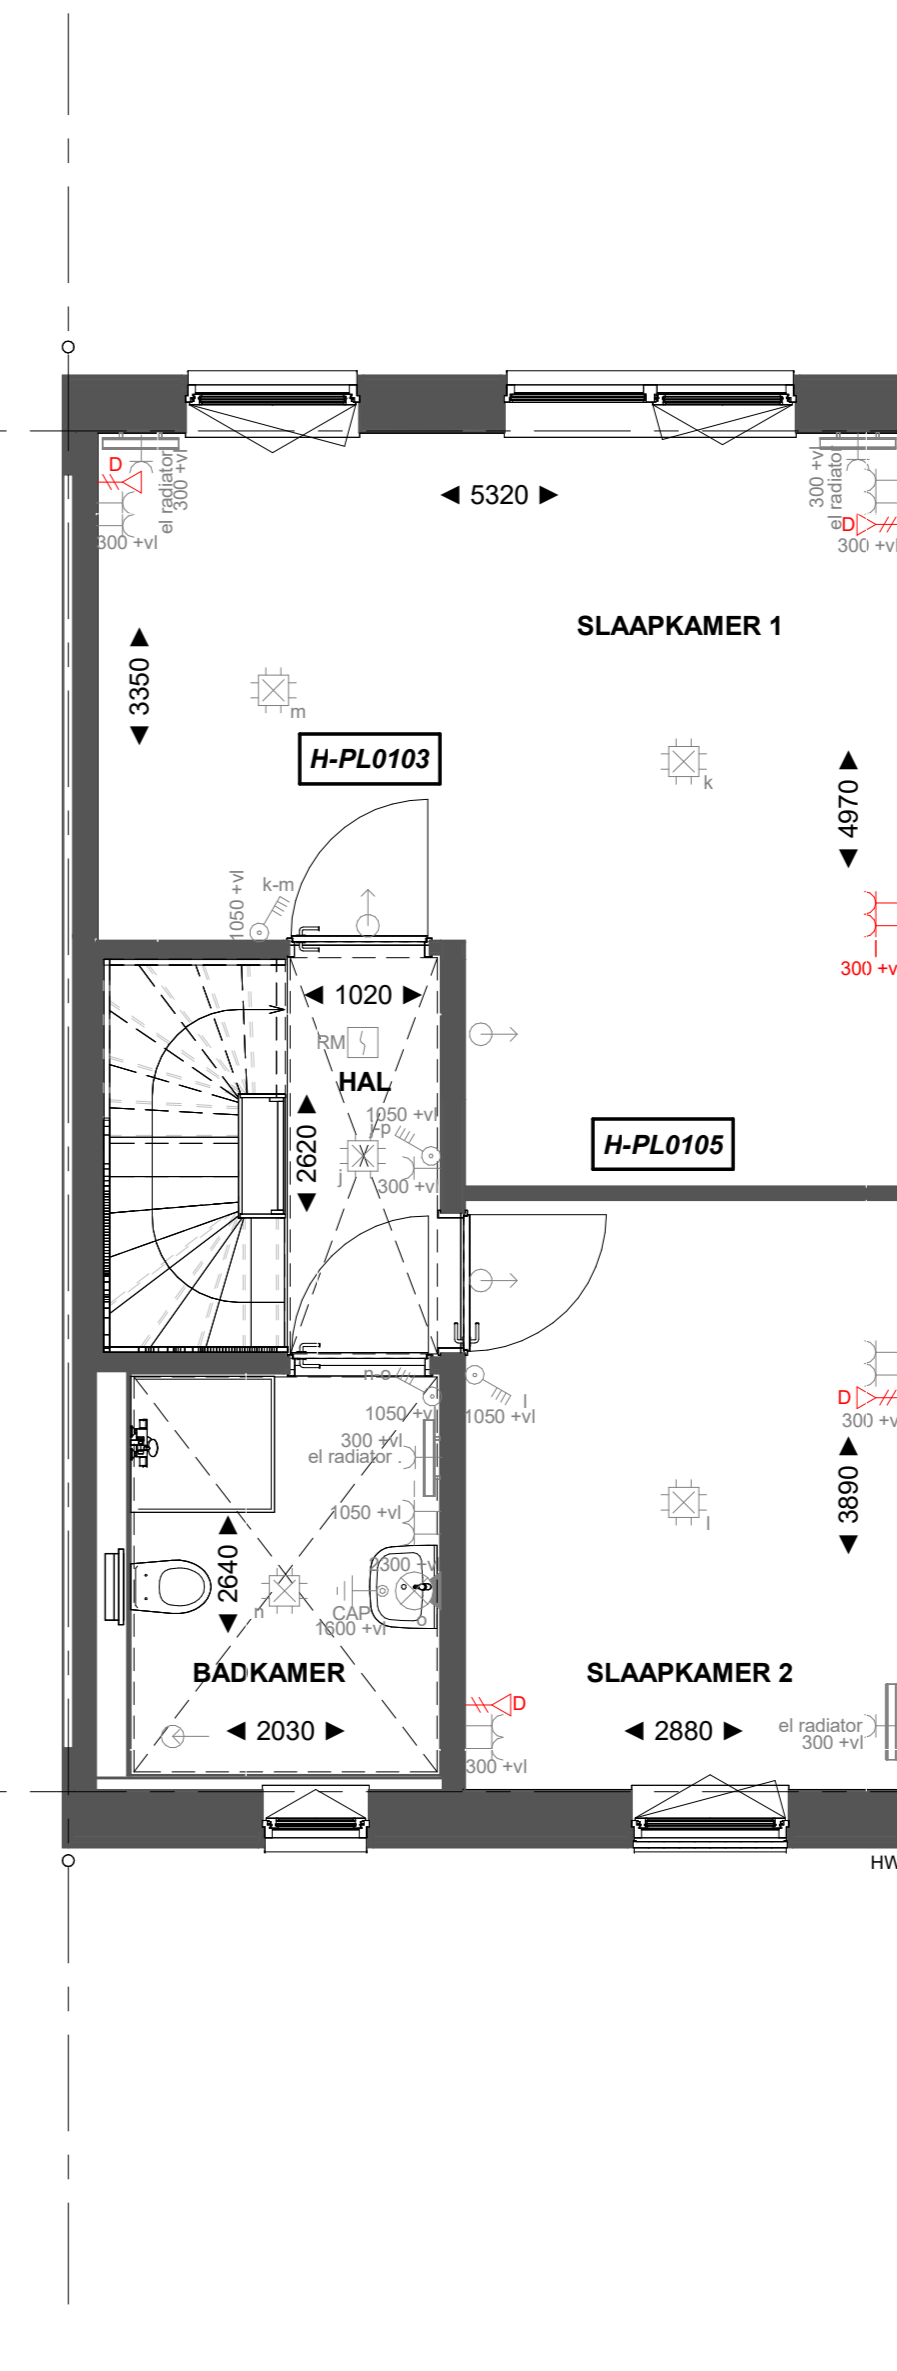 D
el radiator
300 +vl
300 +vl
5320
300 +vl
el radiator
D
300 +vl
SLAAPKAMER 1
3350
m
H-PL0103
k
4970
1050 +vl
k-m
300 +v
1020
RM
HAL
1050 +vl
j-p
2620
j
300 +vl
H-PL0105
n-o
1050 +vl
l
1050 +vl
D
300 +v
300 +vl
el radiator .
1050 +vl
3890
l
2640
2300 +vl
n
CAP
1600 +vl
o
BADKAMER
SLAAPKAMER 2
D
2030
2880
el radiator
300 +vl
300 +vl
HW